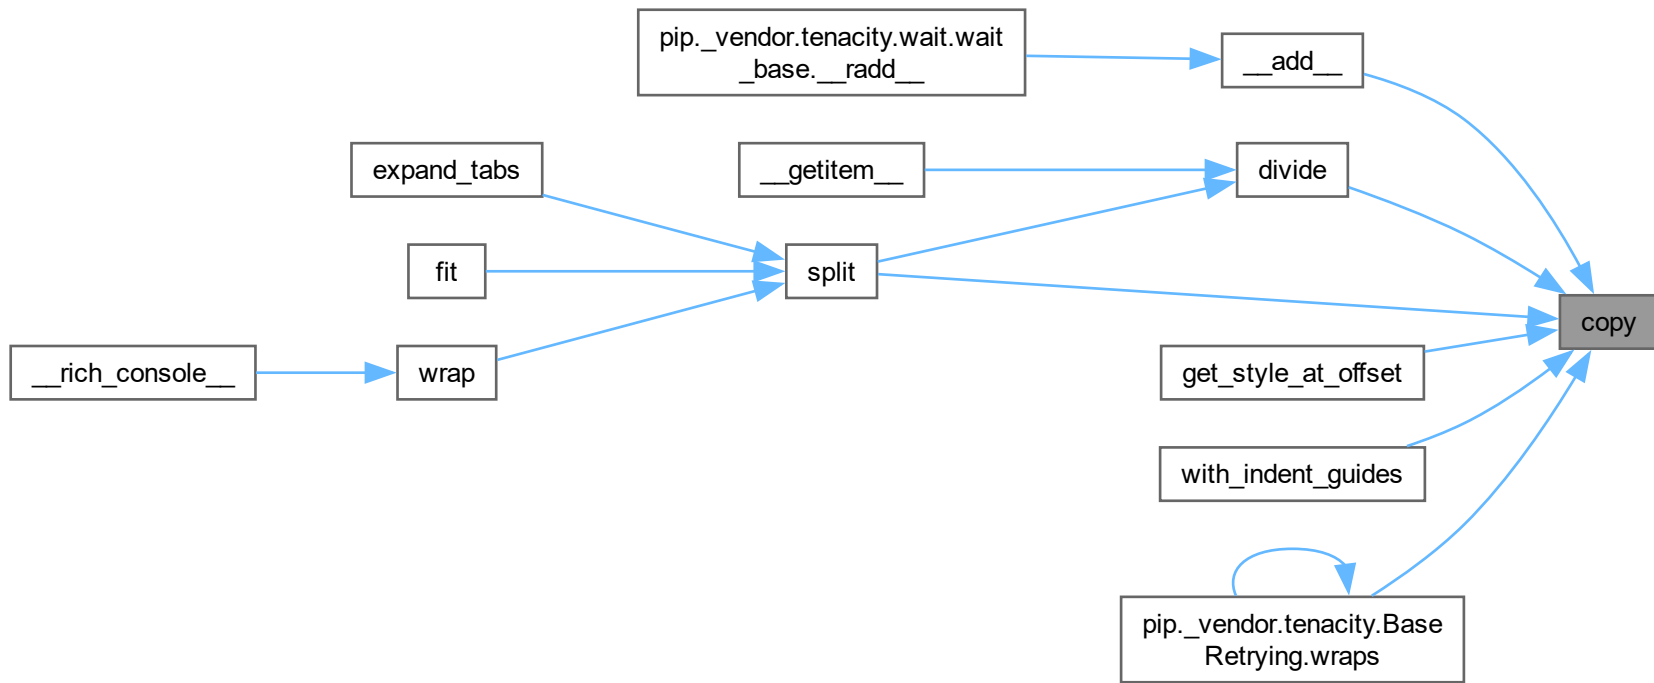 pip._vendor.tenacity.wait.wait
_base.__radd__
__add__
expand_tabs
__getitem__
divide
fit
split
copy
__rich_console__
wrap
get_style_at_offset
with_indent_guides
pip._vendor.tenacity.Base
Retrying.wraps